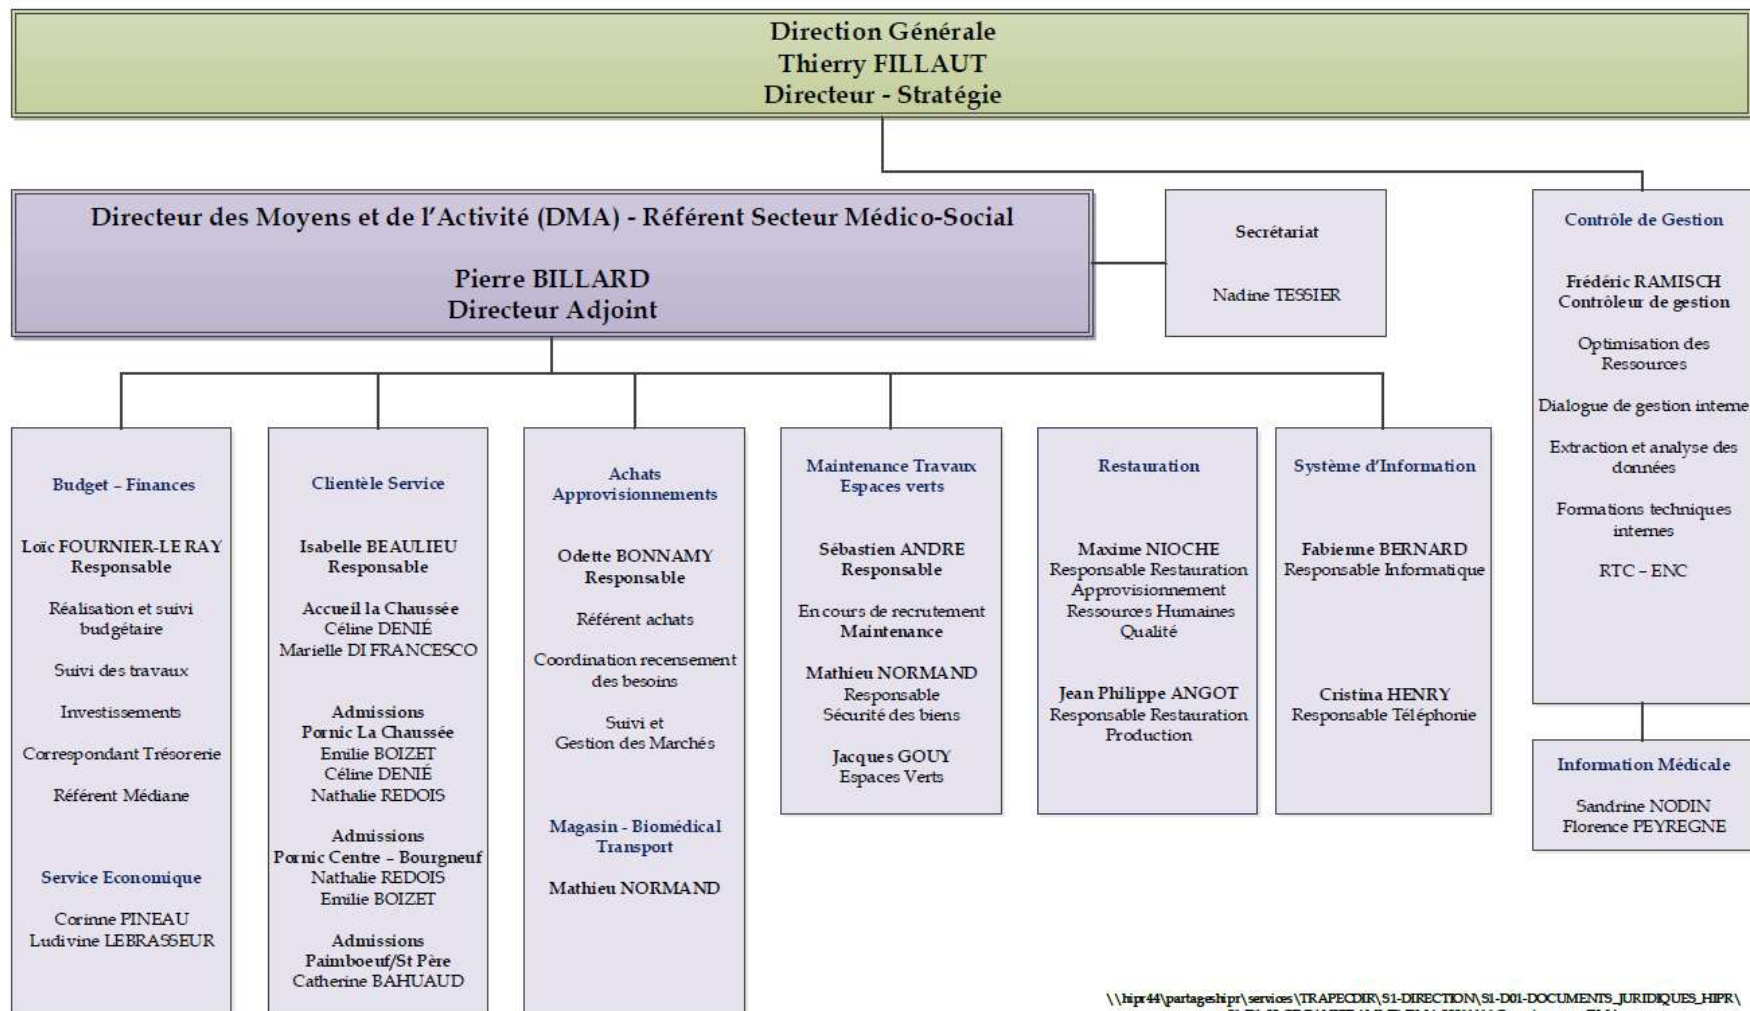 Direction Générale
Thierry FILLAUT
Directeur - Stratégie
Directeur des Moyens et de l'Activité (DMA) - Référent Secteur Médico-Social
Pierre BILLARD
Directeur Adjoint
Secrétariat
Nadine TESSIER
Contrôle de Gestion
Frédéric RAMISCH
Contrôleur de gestion
Optimisation des
Ressources
Dialogue de gestion interne
Extraction et analyse des
données
Formations techniques
internes
RTC – ENC
Information Médicale
Sandrine NODIN
Florence PEYREGNE
Budget – Finances
Loïc FOURNIER-LE RAY
Responsable
Réalisation et suivi
budgétaire
Suivi des travaux
Investissements
Correspondant Trésorerie
Référent Médiane
Service Economique
Corinne PINEAU
Ludivine LEBRASSEUR
Clientèle Service
Isabelle BEAULIEU
Responsable
Accueil la Chaussée
Céline DENIÉ
Marielle DI FRANCESCO
Admissions
Pornic La Chaussée
Emilie BOIZET
Céline DENIÉ
Nathalie REDOIS
Admissions
Pornic Centre – Bourgneuf
Nathalie REDOIS
Emilie BOIZET
Admissions
Paimboeuf/St Père
Catherine BAHUAUD
Achats
Approvisionnements
Odette BONNAMY
Responsable
Référent achats
Coordination recensement
des besoins
Suivi et
Gestion des Marchés
Magasin - Biomédical
Transport
Mathieu NORMAND
Maintenance Travaux
Espaces verts
Sébastien ANDRE
Responsable
En cours de recrutement
Maintenance
Mathieu NORMAND
Responsable
Sécurité des biens
Jacques GOUY
Espaces Verts
Restauration
Maxime NIOCHE
Responsable Restauration
Approvisionnement
Ressources Humaines
Qualité
Jean Philippe ANGOT
Responsable Restauration
Production
Système d'Information
Fabienne BERNARD
Responsable Informatique
Cristina HENRY
Responsable Téléphonie
\\hipr44\partageshipr\services\TRAPECDIR\S1-DIRECTION\S1-D01-DOCUMENTS_JURIDIQUES_HIPR\